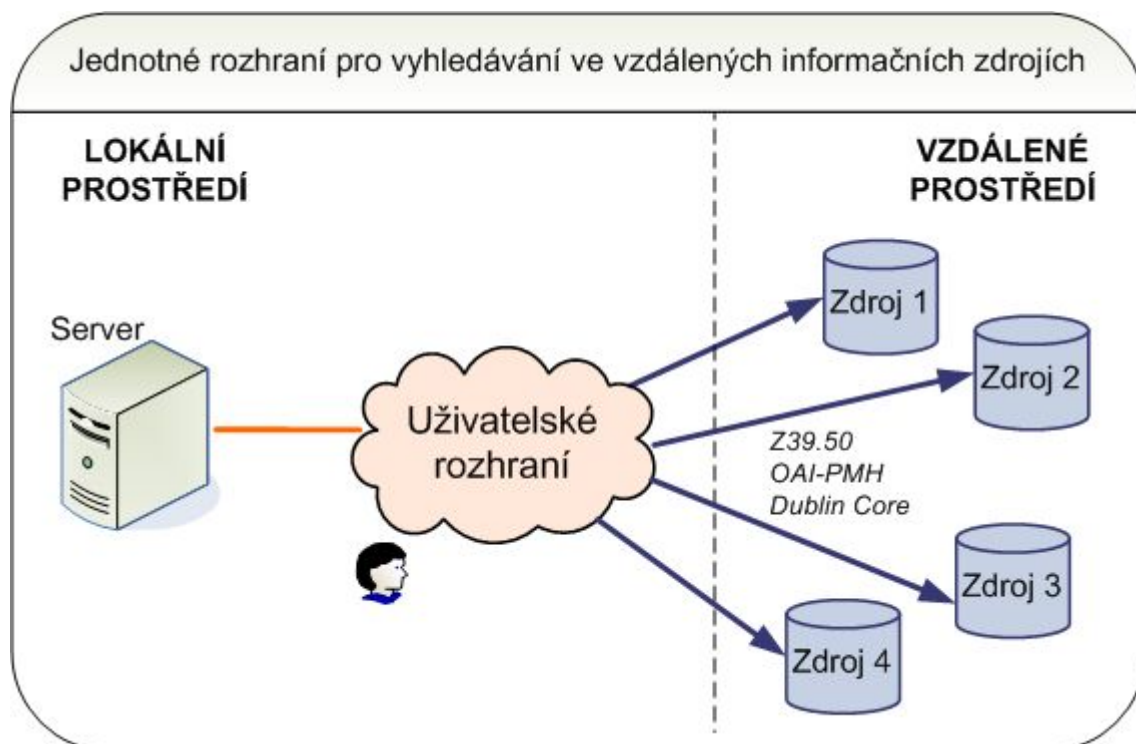 Jednotné rozhraní pro vyhledávání ve vzdálených informačních zdrojích
LOKÁLNÍ
PROSTŘEDÍ
VZDÁLENÉ
PROSTŘEDÍ
Server
Uživatelské
rozhraní
Zdroj 1
Zdroj 2
Z39.50
OAI-PMH
Dublin Core
Zdroj 3
Zdroj 4